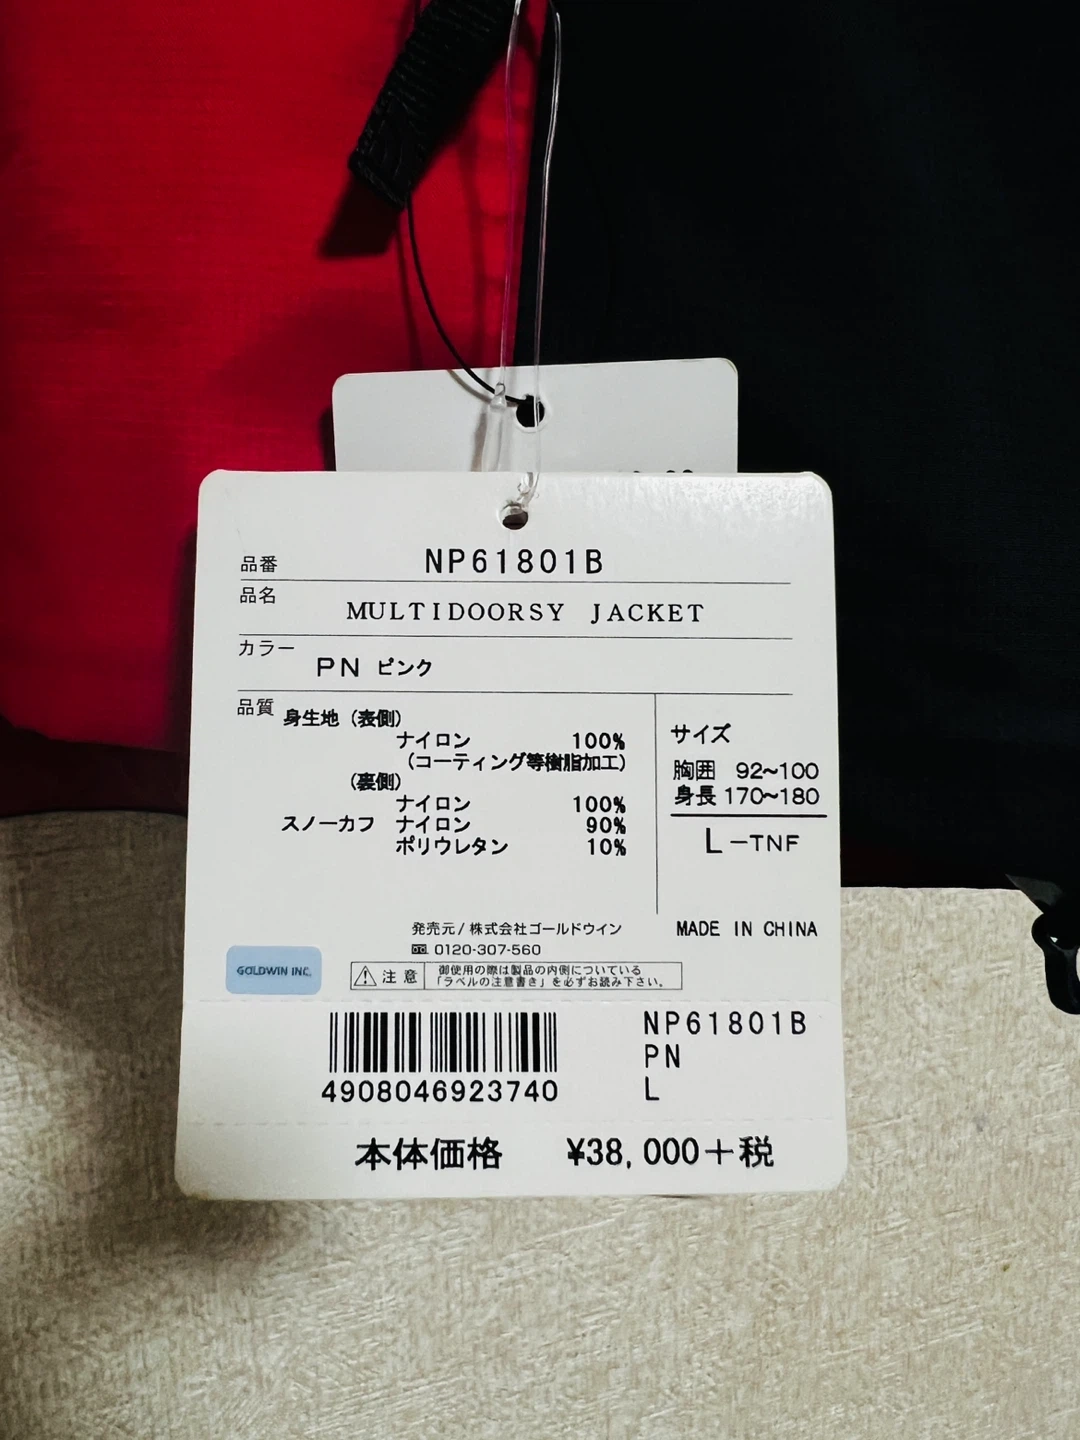 品番 NP61801B
品名 MULTIDOORSY JACKET
カラー PN ピンク
品質 身生地（表側）
ナイロン 100%
（コーティング等樹脂加工）
（裏側）
ナイロン 100%
スノーカフ ナイロン 90%
ポリウレタン 10%
サイズ
胸囲 92〜100
身長 170〜180
L－TNF
発売元/株式会社ゴールドウイン
0120-307-560
MADE IN CHINA
GOLDWIN INC.
注意
御使用の際は製品の内側についている
「ラベルの注意書き」を必ずお読み下さい。
NP61801B
PN
L
4908046923740
本体価格 ¥38,000＋税